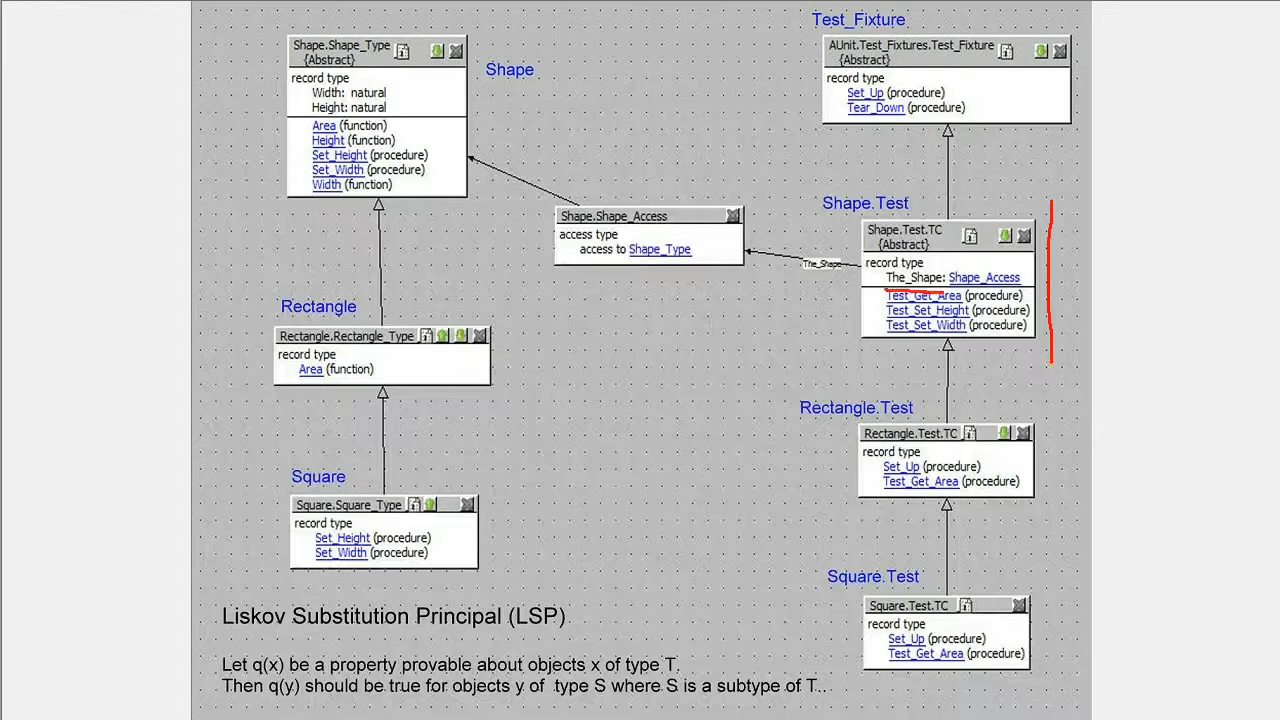 Test_Fixture
Shape.Shape_Type
{Abstract}
record type
Width: natural
Height: natural
Area (function)
Height (function)
Set_Height (procedure)
Set_Width (procedure)
Width (function)
Shape
AUnit.Test_Fixtures.Test_Fixture
{Abstract}
record type
Set_Up (procedure)
Tear_Down (procedure)
Shape.Shape_Access
access type
access to Shape_Type
The_Shape
Shape.Test
Shape.Test.TC
{Abstract}
record type
The_Shape: Shape_Access
Test_Get_Area (procedure)
Test_Set_Height (procedure)
Test_Set_Width (procedure)
Rectangle
Rectangle.Rectangle_Type
record type
Area (function)
Rectangle.Test
Rectangle.Test.TC
record type
Set_Up (procedure)
Test_Get_Area (procedure)
Square
Square.Square_Type
record type
Set_Height (procedure)
Set_Width (procedure)
Square.Test
Square.Test.TC
record type
Set_Up (procedure)
Test_Get_Area (procedure)
Liskov Substitution Principal (LSP)
Let q(x) be a property provable about objects x of type T.
Then q(y) should be true for objects y of type S where S is a subtype of T..